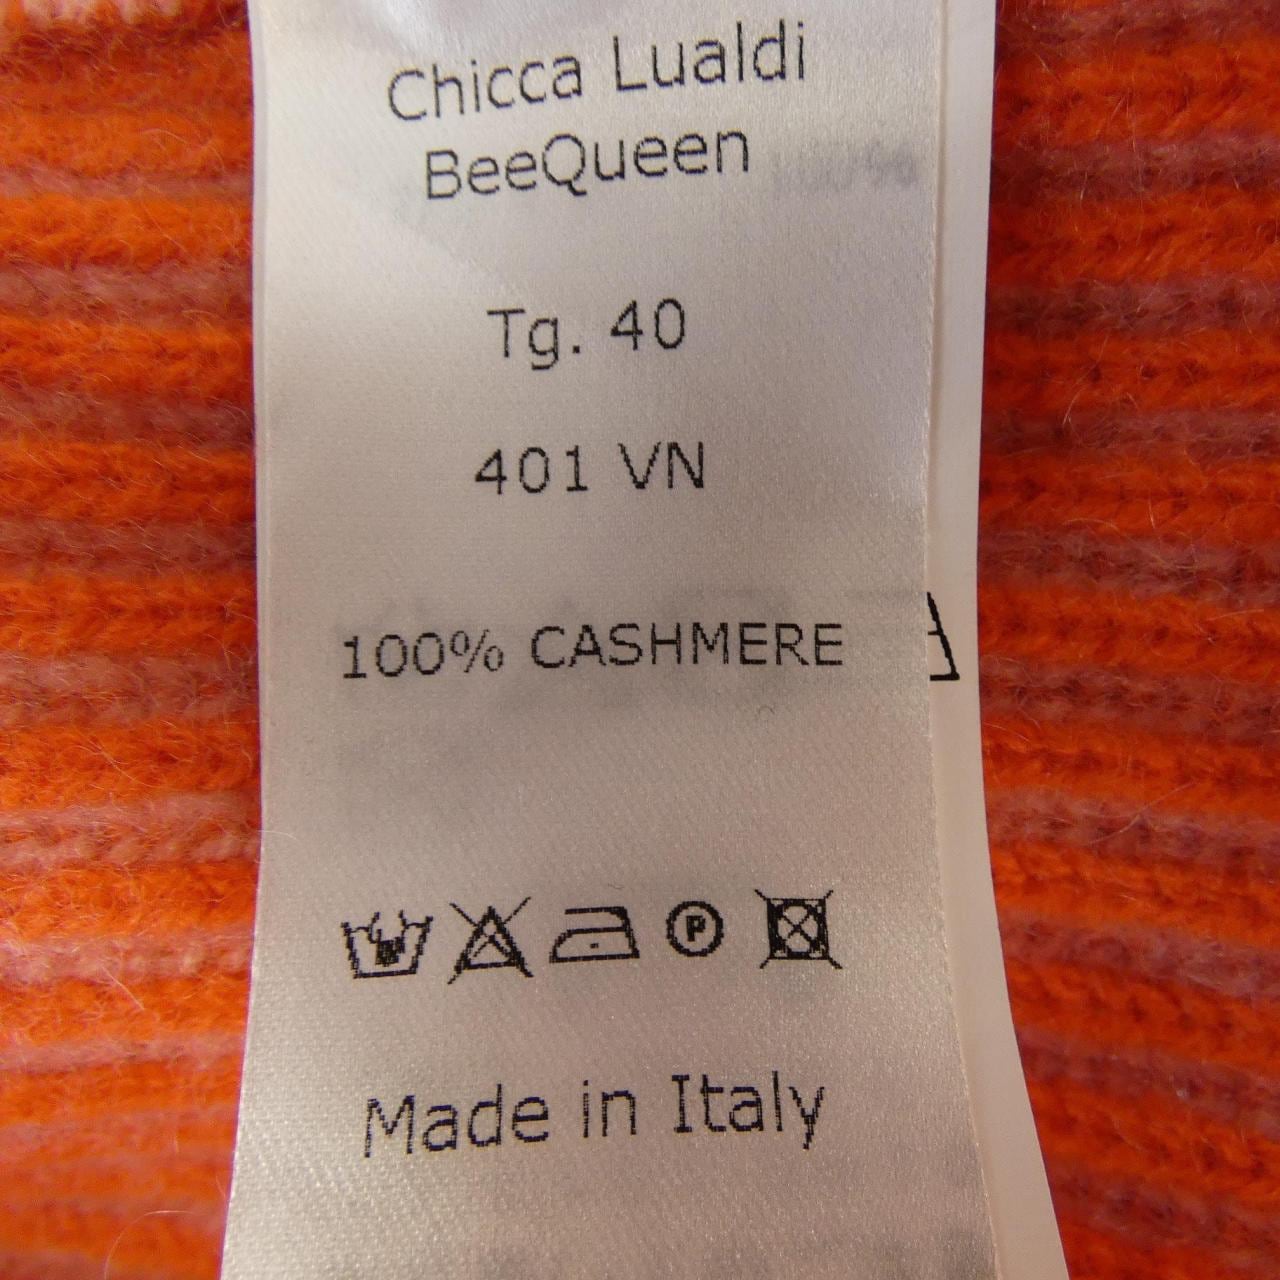 Chicca Lualdi
BeeQueen
Tg. 40
401 VN
100% CASHMERE
P
Made in Italy